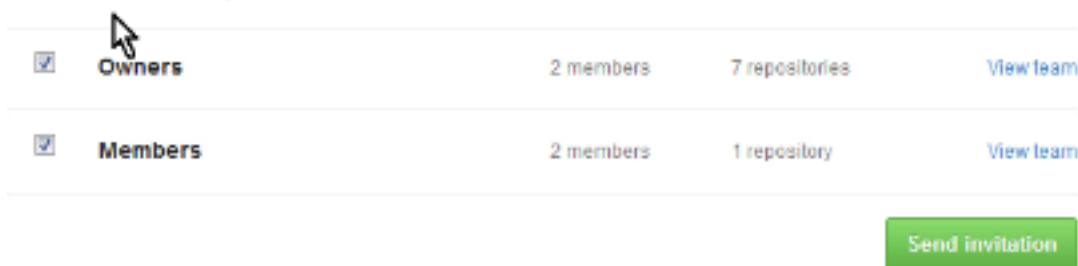 Owners 2 members 7 repositories View team
Members 2 members 1 repository View team
Send invitation